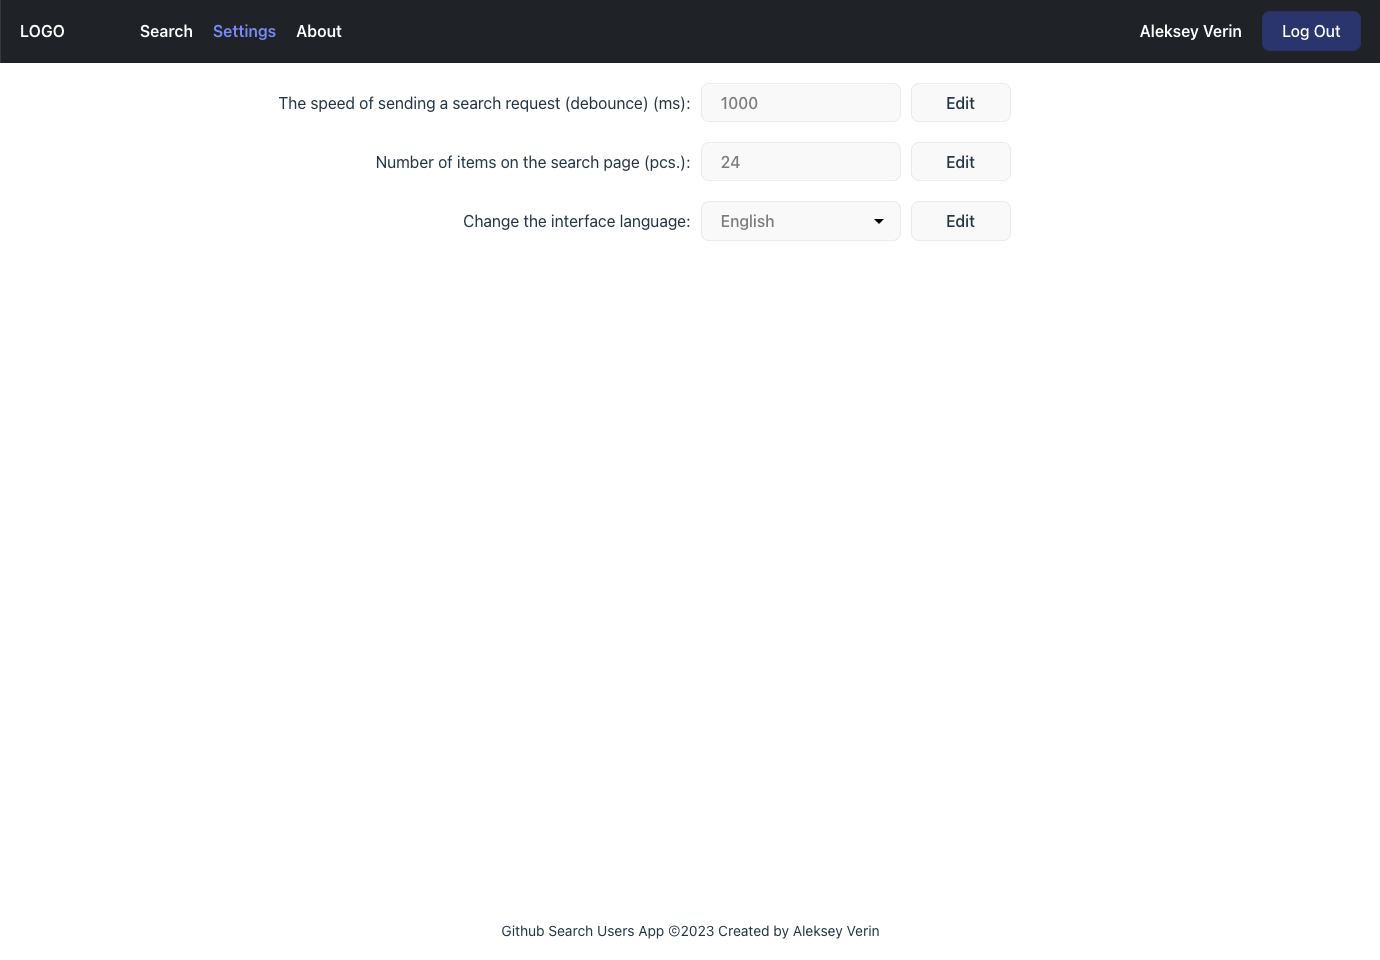 LOGO Search Settings About Aleksey Verin Log Out
The speed of sending a search request (debounce) (ms): 1000 Edit
Number of items on the search page (pcs.): 24 Edit
Change the interface language: English Edit
Github Search Users App ©2023 Created by Aleksey Verin